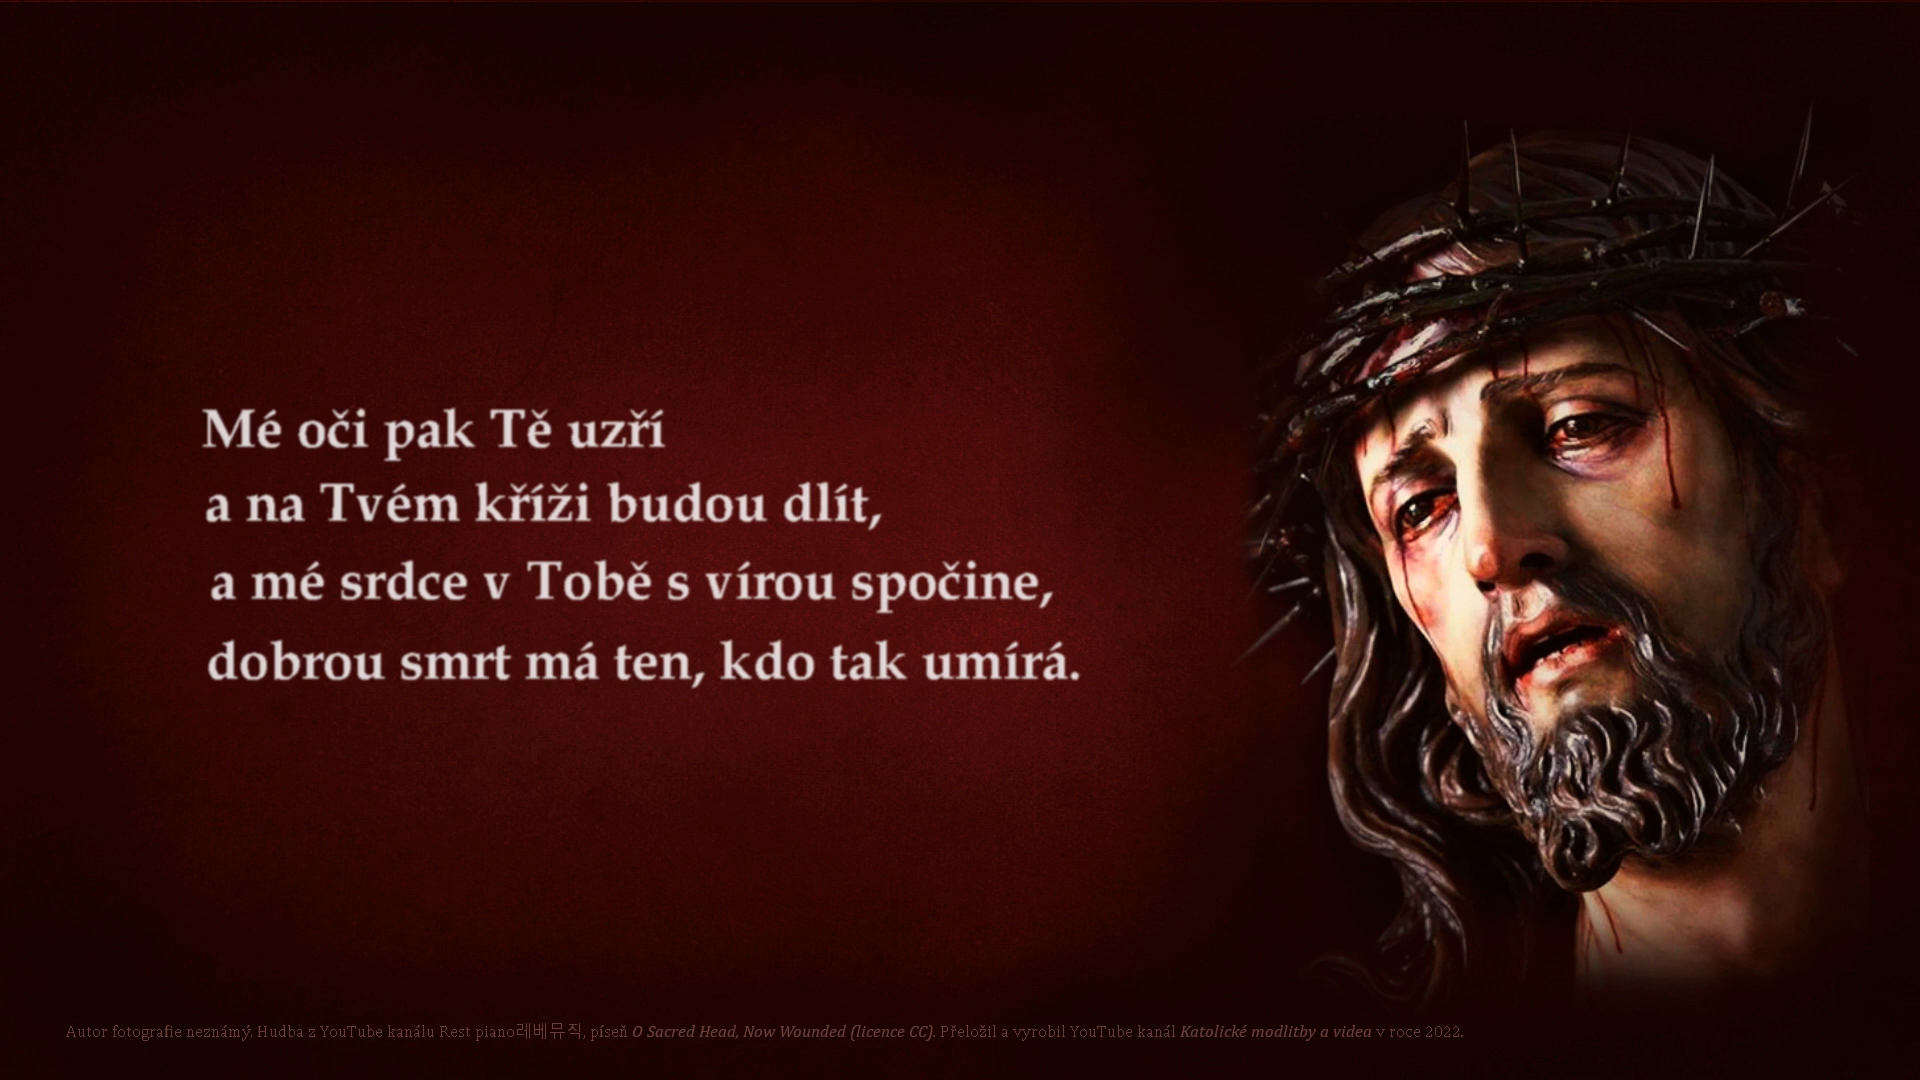 Mé oči pak Tě uzří
a na Tvém kříži budou dlít,
a mé srdce v Tobě s vírou spočine,
dobrou smrt má ten, kdo tak umírá.
Autor fotografie neznámý. Hudba z YouTube kanálu Rest piano레베뮤직, píseň O Sacred Head, Now Wounded (licence CC). Přeložil a vyrobil YouTube kanál Katolické modlitby a videa v roce 2022.